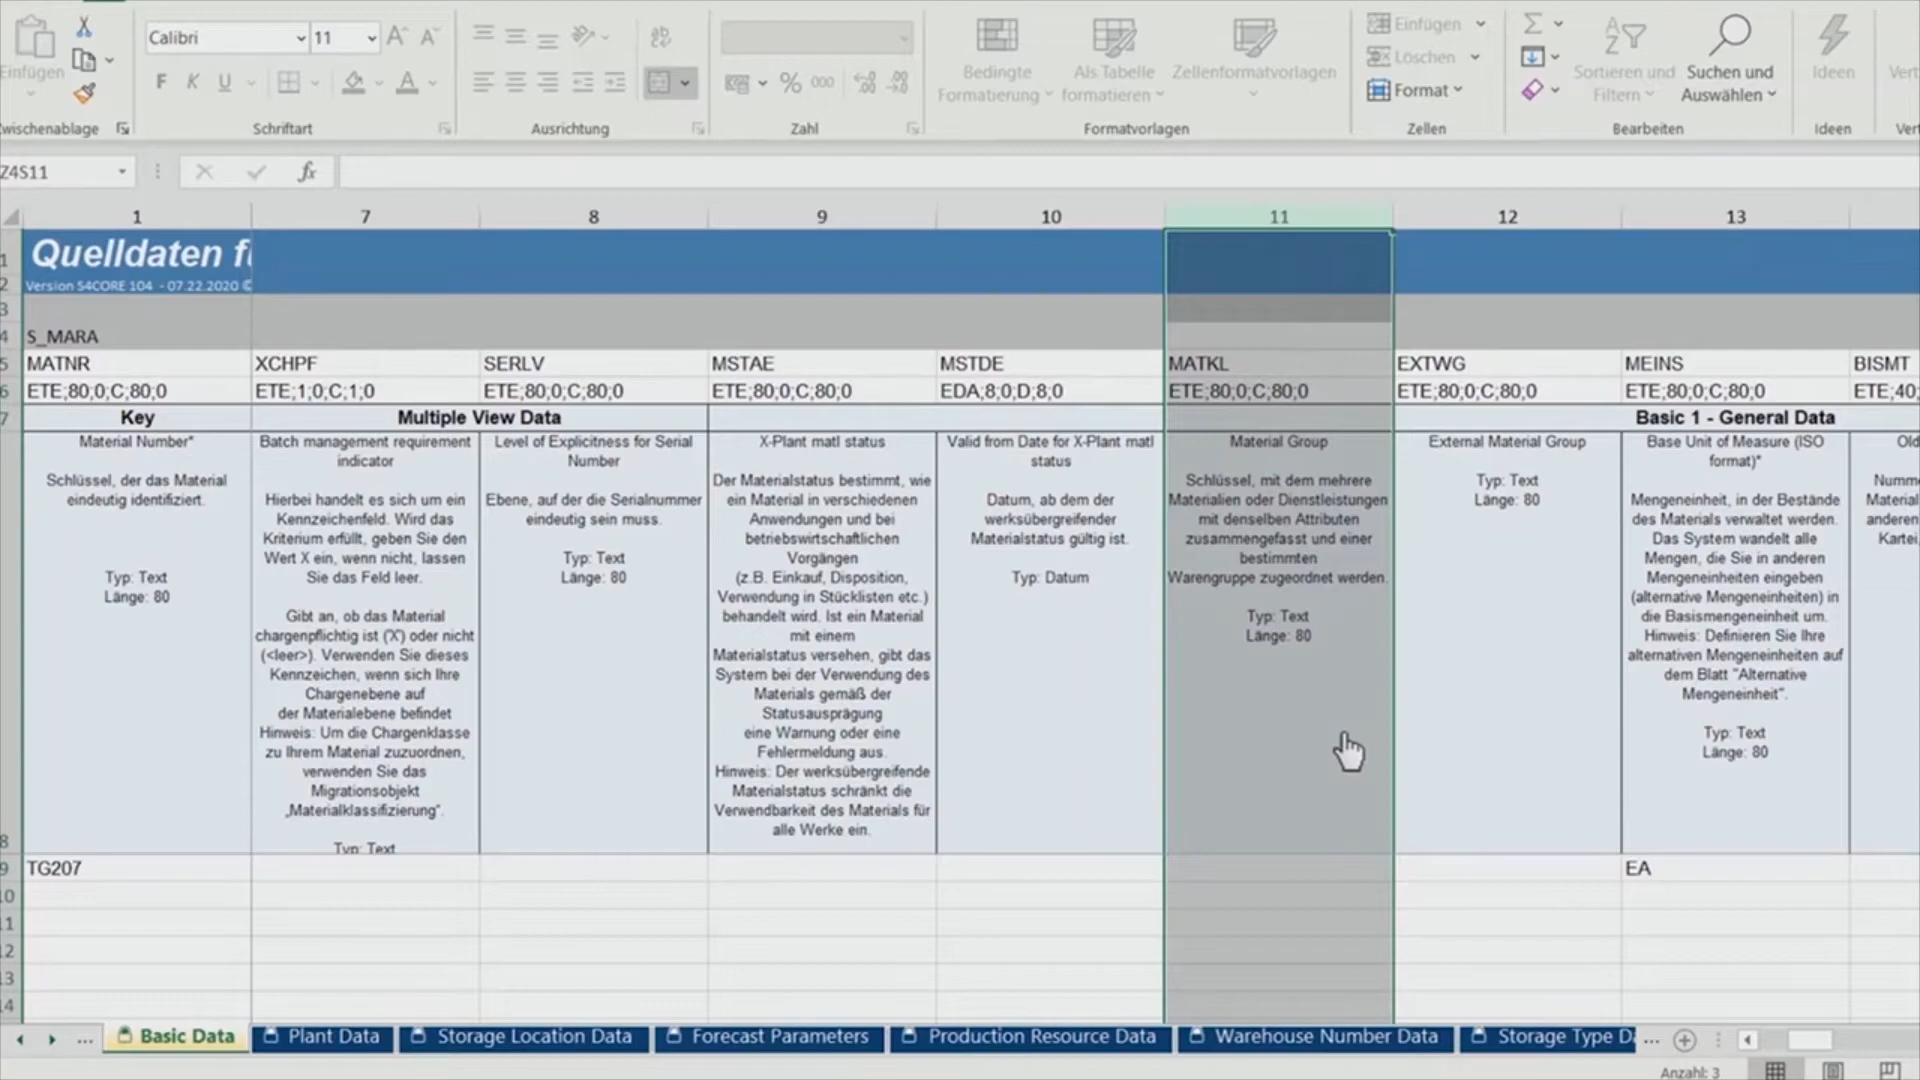 Calibri 11
Einfügen
F K U
% 000
Bedingte Formatierung
Als Tabelle formatieren
Zellenformatvorlagen
Einfügen
Löschen
Format
Sortieren und Filtern
Suchen und Auswählen
Ideen
Schriftart
Ausrichtung
Zahl
Formatvorlagen
Zellen
Bearbeiten
Ideen
Z4S11
fx
1 7 8 9 10 11 12 13
Quelldaten fü
Version S4CORE 104 - 07.22.2020 ©
S_MARA
MATNR XCHPF SERLV MSTAE MSTDE MATKL EXTWG MEINS BISMT
ETE;80;0;C;80;0 ETE;1;0;C;1;0 ETE;80;0;C;80;0 ETE;80;0;C;80;0 EDA;8;0;D;8;0 ETE;80;0;C;80;0 ETE;80;0;C;80;0 ETE;80;0;C;80;0 ETE;40;
Key
Multiple View Data
Basic 1 - General Data
Material Number*
Schlüssel, der das Material
eindeutig identifiziert.
Typ: Text
Länge: 80
Batch management requirement
indicator
Hierbei handelt es sich um ein
Kennzeichenfeld. Wird das
Kriterium erfüllt, geben Sie den
Wert X ein, wenn nicht, lassen
Sie das Feld leer.
Gibt an, ob das Material
chargenpflichtig ist ('X') oder nicht
(<leer>). Verwenden Sie dieses
Kennzeichen, wenn sich Ihre
Chargenebene auf
der Materialebene befindet
Hinweis: Um die Chargenklasse
zu Ihrem Material zuzuordnen,
verwenden Sie das
Migrationsobjekt
„Materialklassifizierung“.
Typ: Text
Level of Explicitness for Serial
Number
Ebene, auf der die Serialnummer
eindeutig sein muss.
Typ: Text
Länge: 80
X-Plant matl status
Der Materialstatus bestimmt, wie
ein Material in verschiedenen
Anwendungen und bei
betriebswirtschaftlichen
Vorgängen
(z.B. Einkauf, Disposition,
Verwendung in Stücklisten etc.)
behandelt wird. Ist ein Material
mit einem
Materialstatus versehen, gibt das
System bei der Verwendung des
Materials gemäß der
Statusausprägung
eine Warnung oder eine
Fehlermeldung aus.
Hinweis: Der werksübergreifende
Materialstatus schränkt die
Verwendbarkeit des Materials für
alle Werke ein.
Valid from Date for X-Plant matl
status
Datum, ab dem der
werksübergreifender
Materialstatus gültig ist.
Typ: Datum
Material Group
Schlüssel, mit dem mehrere
Materialien oder Dienstleistungen
mit denselben Attributen
zusammengefasst und einer
bestimmten
Warengruppe zugeordnet werden.
Typ: Text
Länge: 80
External Material Group
Typ: Text
Länge: 80
Base Unit of Measure (ISO
format)*
Mengeneinheit, in der Bestände
des Materials verwaltet werden.
Das System wandelt alle
Mengen, die Sie in anderen
Mengeneinheiten eingeben
(alternative Mengeneinheiten) in
die Basismengeneinheit um.
Hinweis: Definieren Sie Ihre
alternativen Mengeneinheiten auf
dem Blatt "Alternative
Mengeneinheit".
Typ: Text
Länge: 80
Old
Material
anderen
TG207 EA
Basic Data
Plant Data
Storage Location Data
Forecast Parameters
Production Resource Data
Warehouse Number Data
Storage Type Da
Anzahl: 3